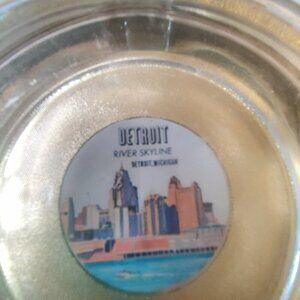 DETROIT
RIVER SKYLINE
DETROIT, MICHIGAN